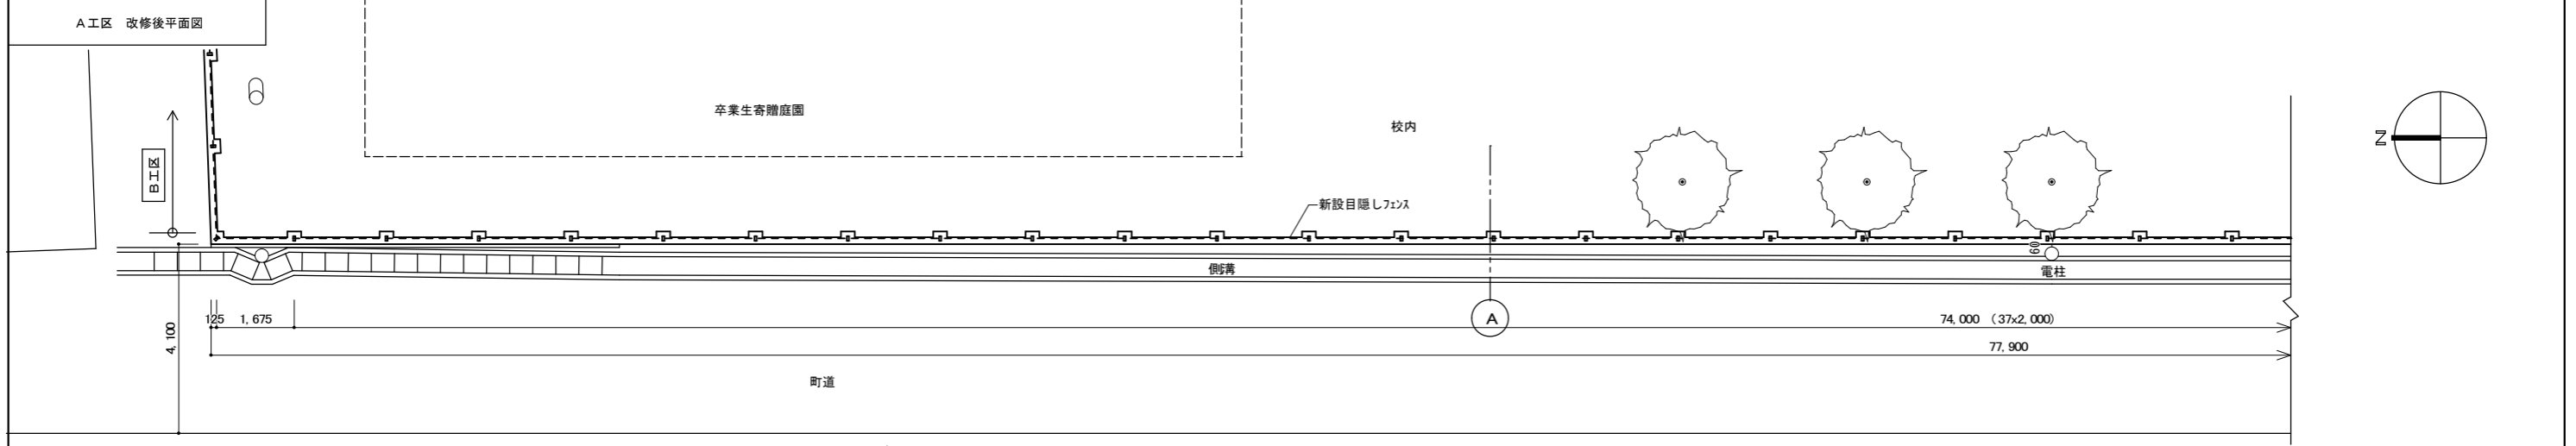 A工区 改修後平面図
卒業生寄贈庭園
校内
N
B工区
新設目隠しフェンス
60
側溝
電柱
A
125 1,675
74,000 (37x2,000)
4,100
77,900
町道